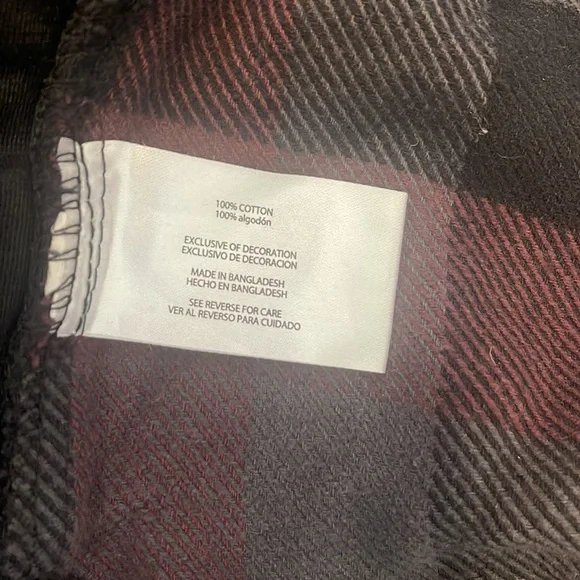 100% COTTON
100% algodón
EXCLUSIVE OF DECORATION
EXCLUSIVO DE DECORACION
MADE IN BANGLADESH
HECHO EN BANGLADESH
SEE REVERSE FOR CARE
VER AL REVERSO PARA CUIDADO